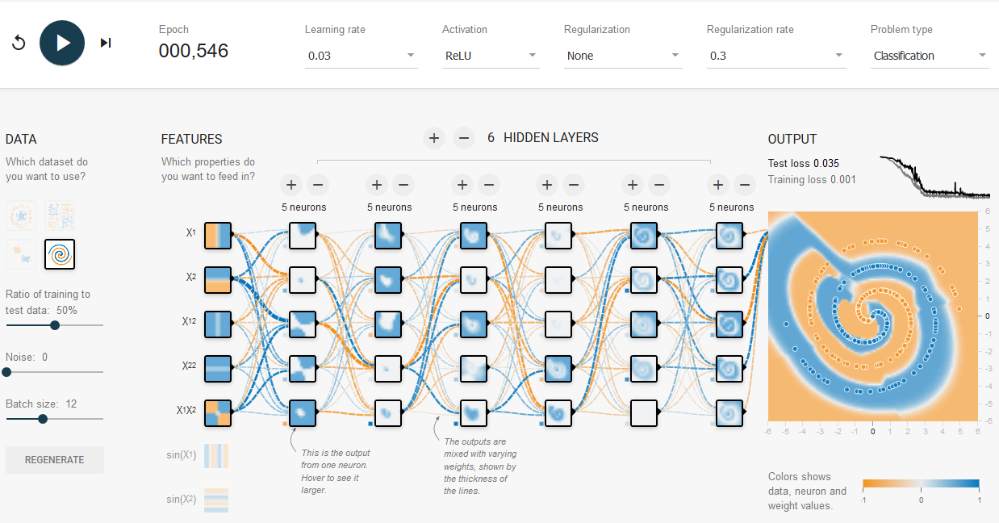 Epoch
000,546
Learning rate
0.03
Activation
ReLU
Regularization
None
Regularization rate
0.3
Problem type
Classification
DATA
Which dataset do
you want to use?
Ratio of training to
test data: 50%
Noise: 0
Batch size: 12
REGENERATE
FEATURES
Which properties do
you want to feed in?
X1
X2
X12
X22
X1X2
sin(X1)
sin(X2)
+ − 6 HIDDEN LAYERS
+ − + − + − + − + − + −
5 neurons 5 neurons 5 neurons 5 neurons 5 neurons 5 neurons
This is the output
from one neuron.
Hover to see it
larger.
The outputs are
mixed with varying
weights, shown by
the thickness of
the lines.
OUTPUT
Test loss 0.035
Training loss 0.001
6
5
4
3
2
1
0
-1
-2
-3
-4
-5
-6
-6 -5 -4 -3 -2 -1 0 1 2 3 4 5 6
Colors shows
data, neuron and
weight values.
-1 0 1